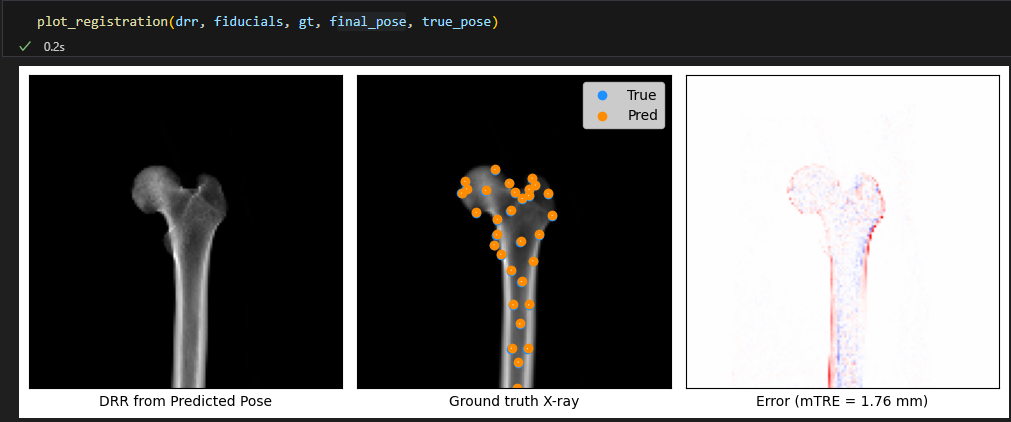 plot_registration(drr, fiducials, gt, final_pose, true_pose)
0.2s
True
Pred
DRR from Predicted Pose
Ground truth X-ray
Error (mTRE = 1.76 mm)